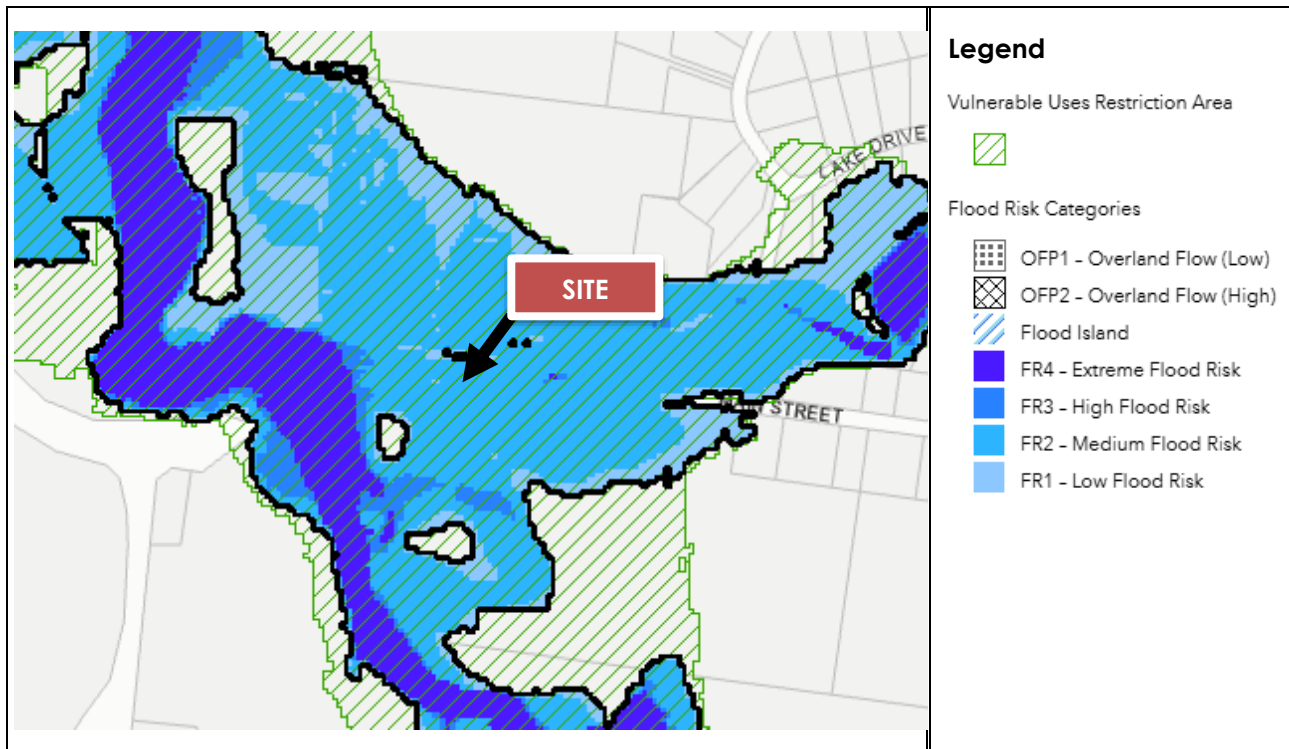 LAKE DRIVE
SITE
STREET
Legend
Vulnerable Uses Restriction Area
Flood Risk Categories
OFP1 – Overland Flow (Low)
OFP2 – Overland Flow (High)
Flood Island
FR4 – Extreme Flood Risk
FR3 – High Flood Risk
FR2 – Medium Flood Risk
FR1 – Low Flood Risk